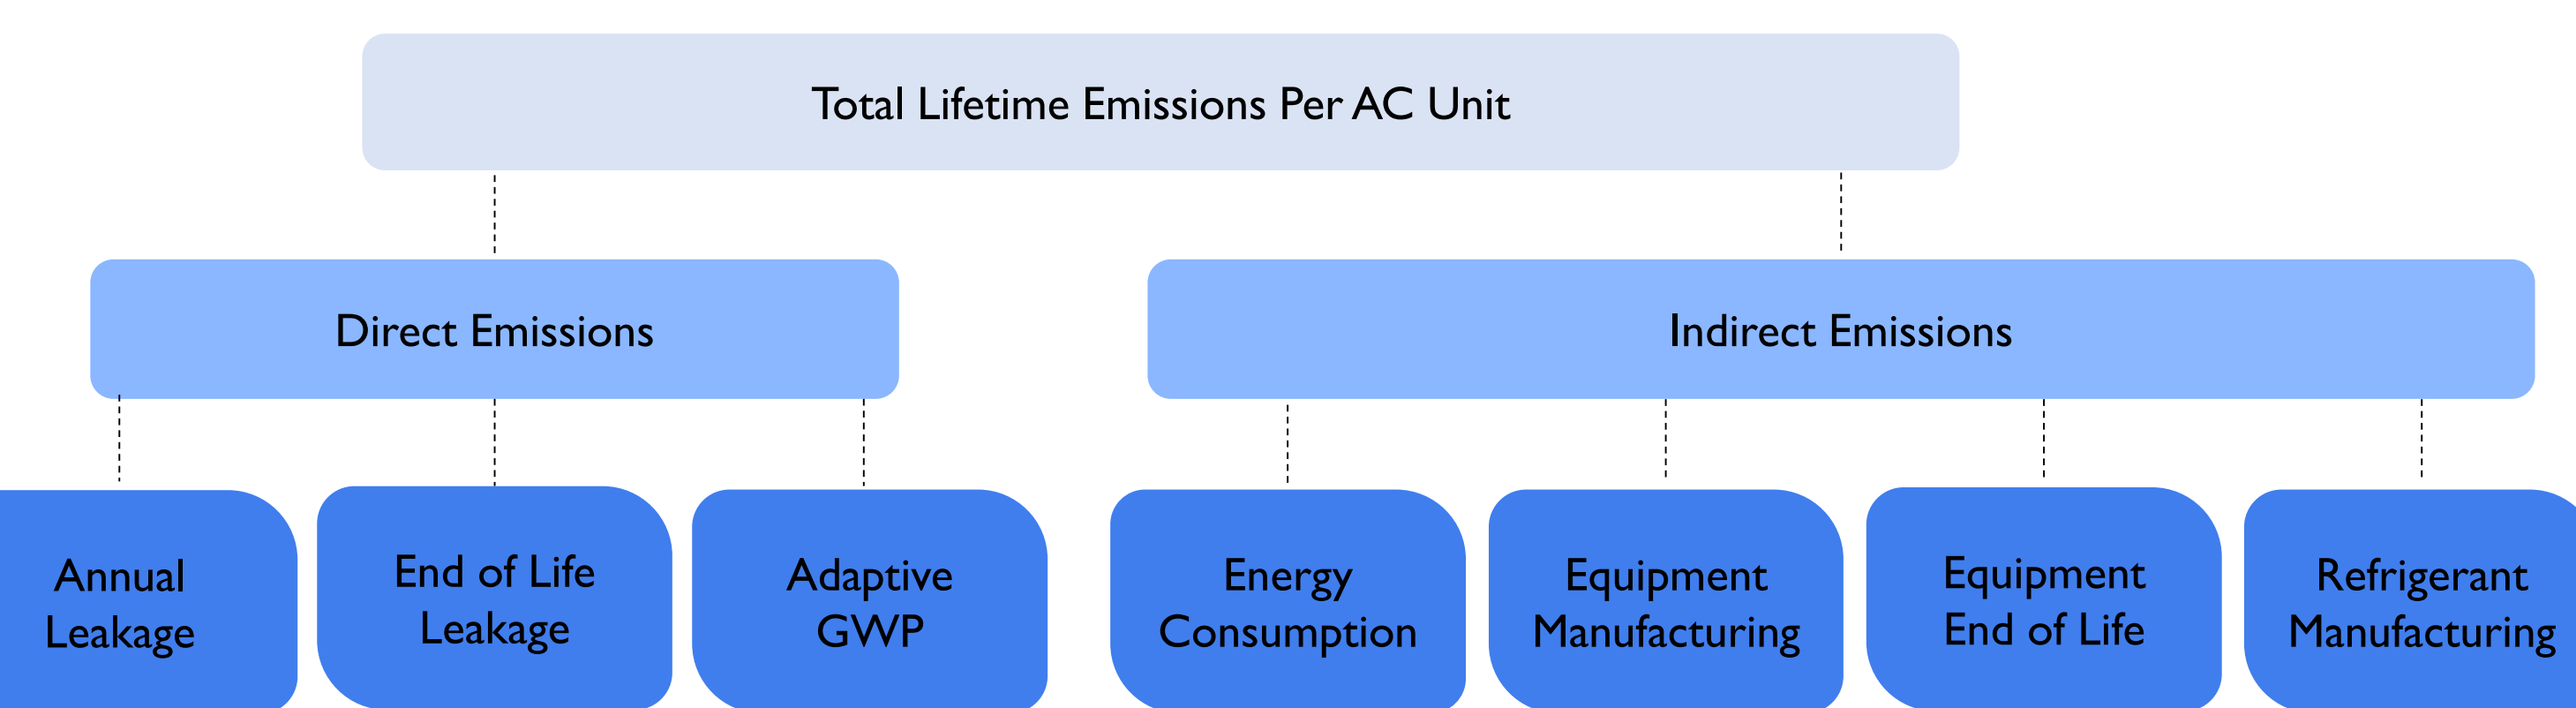 Total Lifetime Emissions Per AC Unit
Direct Emissions
Indirect Emissions
Annual
Leakage
End of Life
Leakage
Adaptive
GWP
Energy
Consumption
Equipment
Manufacturing
Equipment
End of Life
Refrigerant
Manufacturing